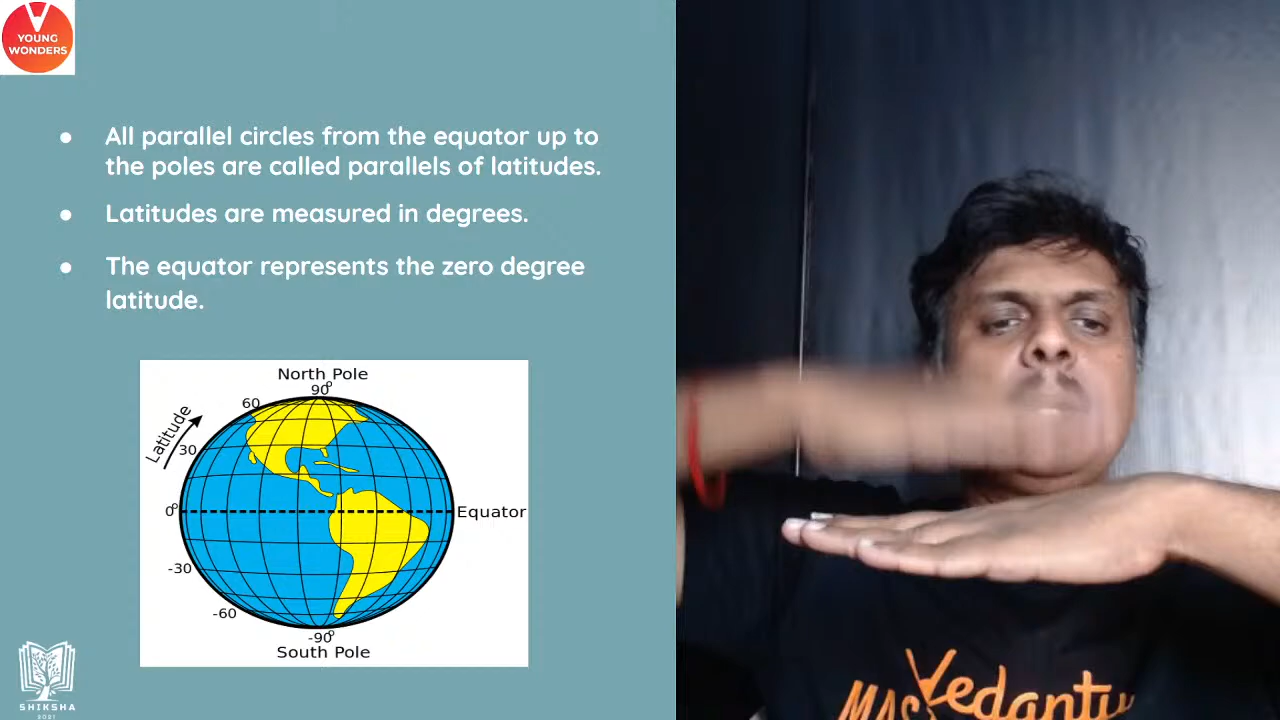 YOUNG
WONDERS
● All parallel circles from the equator up to
the poles are called parallels of latitudes.
● Latitudes are measured in degrees.
● The equator represents the zero degree
latitude.
North Pole
90°
60
Latitude
30
0°
Equator
-30
-60
-90°
South Pole
SHIKSHA
2021
Vedantu